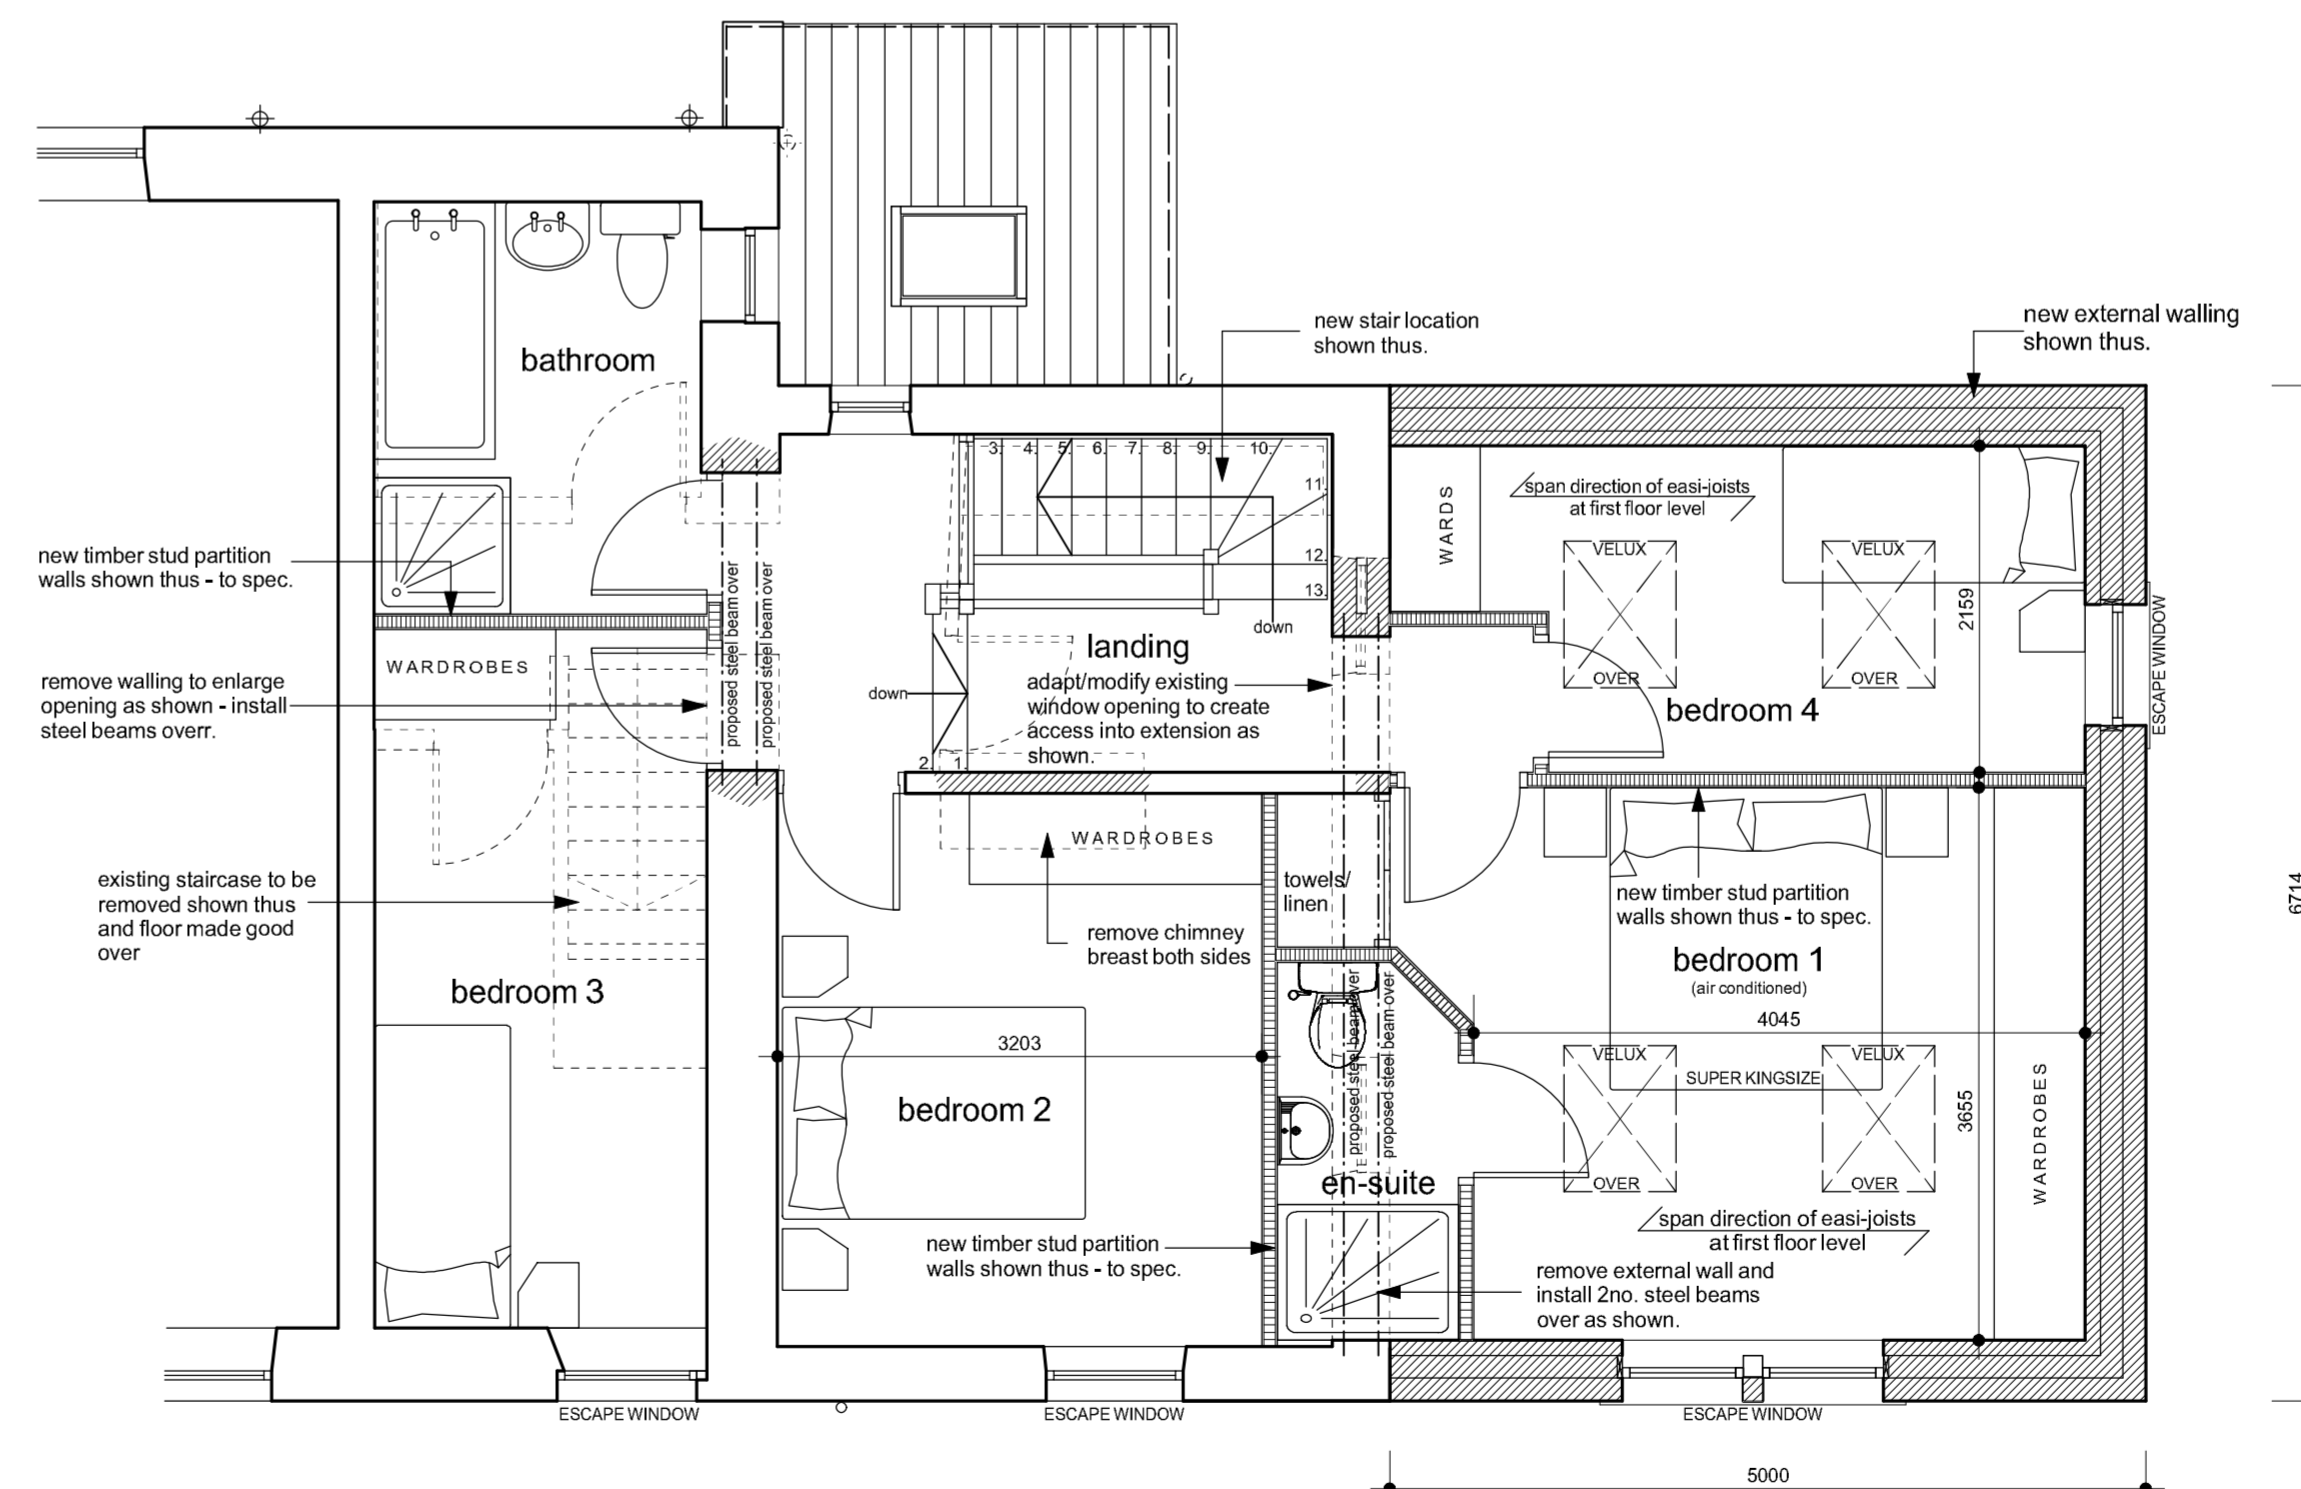 new stair location
shown thus.
new external walling
shown thus.
bathroom
3.
4.
5.
6.
7.
8.
9.
10.
11.
12.
13.
down
WARDS
span direction of easi-joists
at first floor level
VELUX
OVER
VELUX
OVER
2159
ESCAPE WINDOW
new timber stud partition
walls shown thus - to spec.
WARDROBES
remove walling to enlarge
opening as shown - install
steel beams overr.
proposed steel beam over
proposed steel beam over
landing
adapt/modify existing
window opening to create
access into extension as
shown.
down
2.
1.
bedroom 4
WARDROBES
existing staircase to be
removed shown thus
and floor made good
over
bedroom 3
remove chimney
breast both sides
towels/
linen
new timber stud partition
walls shown thus - to spec.
bedroom 1
(air conditioned)
4045
6714
3203
bedroom 2
proposed steel beam over
proposed steel beam over
en-suite
VELUX
OVER
SUPER KINGSIZE
VELUX
OVER
3655
WARDROBES
span direction of easi-joists
at first floor level
new timber stud partition
walls shown thus - to spec.
remove external wall and
install 2no. steel beams
over as shown.
ESCAPE WINDOW
ESCAPE WINDOW
ESCAPE WINDOW
5000